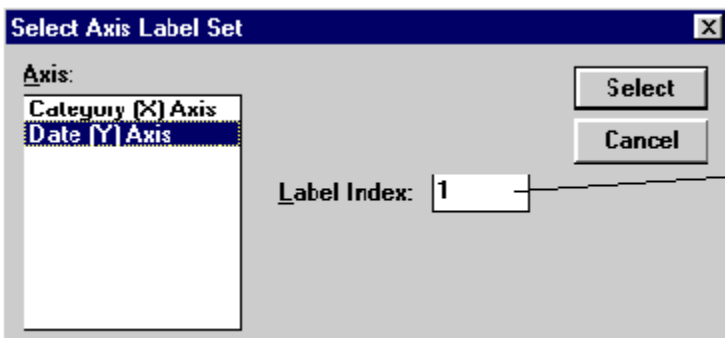 Select Axis Label Set
Axis:
Select
Category (X) Axis
Date (Y) Axis
Cancel
Label Index: 1